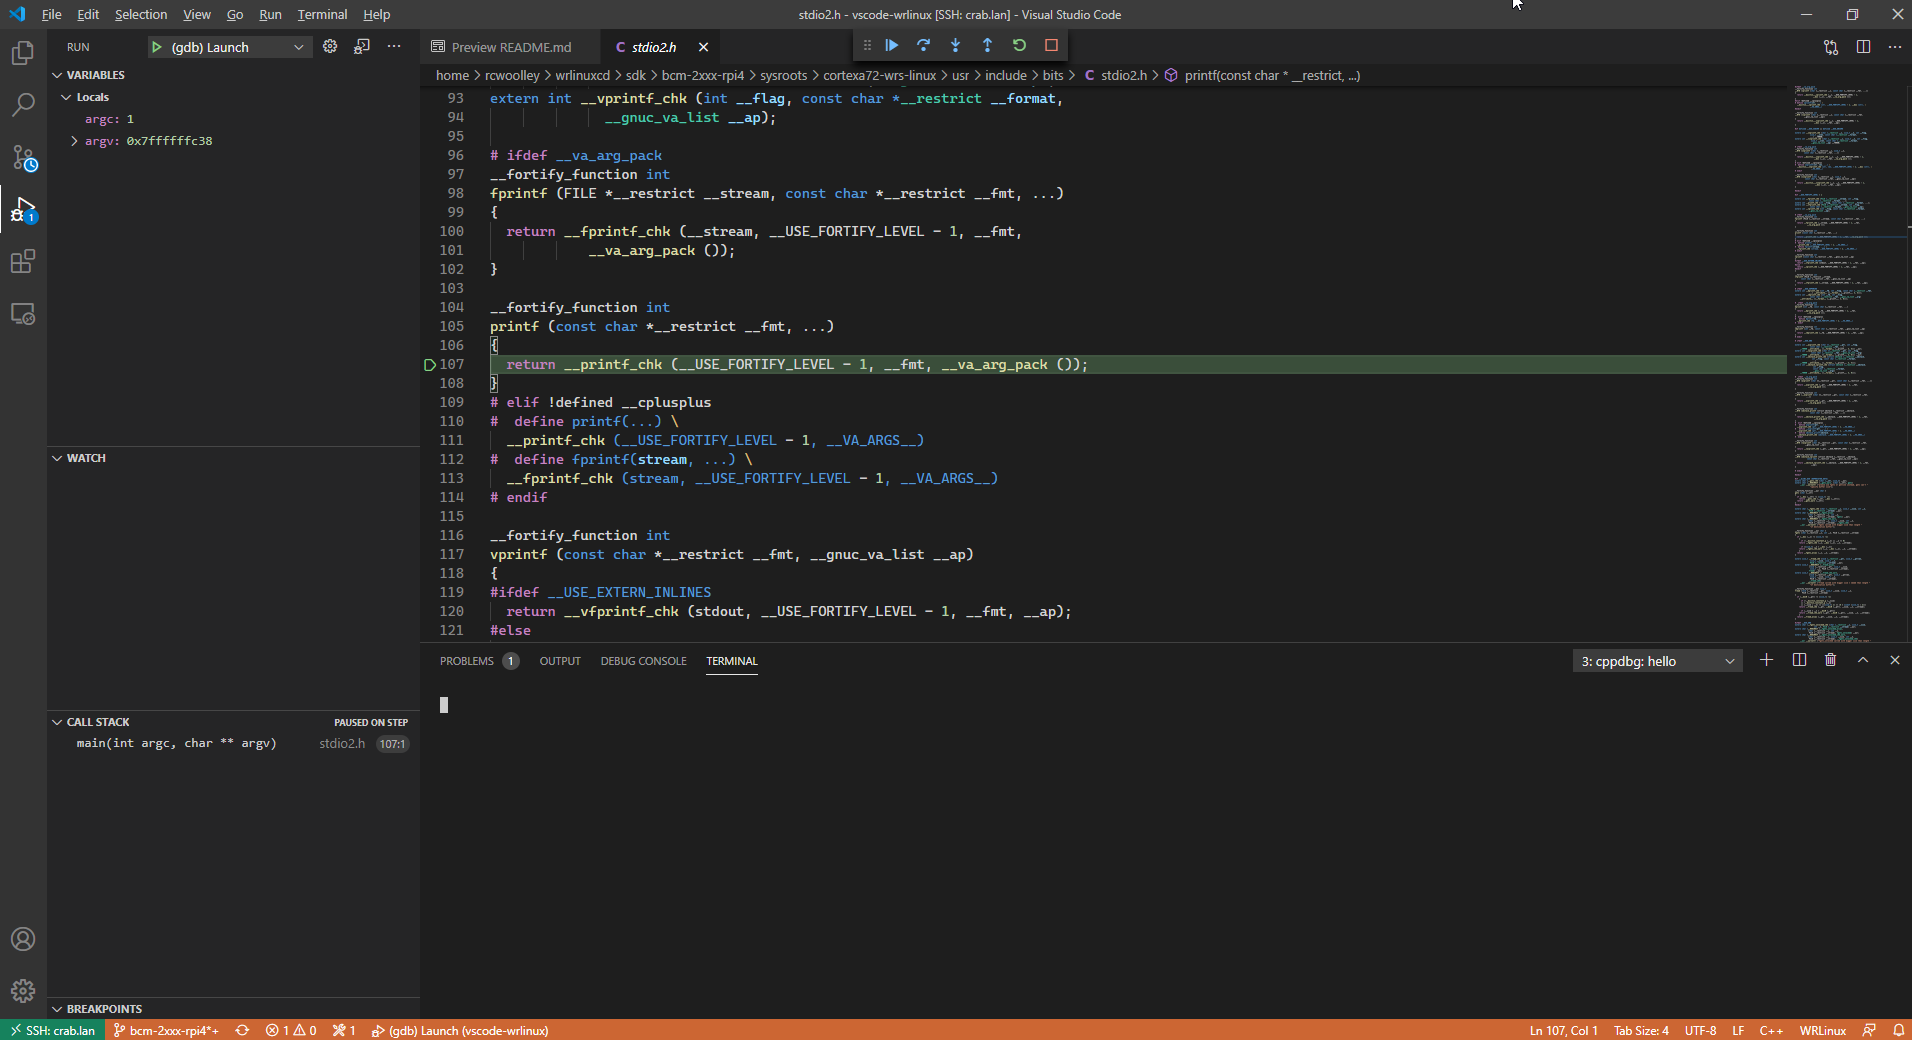 File Edit Selection View Go Run Terminal Help
stdio2.h - vscode-wrlinux [SSH: crab.lan] - Visual Studio Code
RUN (gdb) Launch ...
Preview README.md
C stdio2.h
home > rcwoolley > wrlinuxcd > sdk > bcm-2xxx-rpi4 > sysroots > cortexa72-wrs-linux > usr > include > bits > C stdio2.h > printf(const char * __restrict, ...)
VARIABLES
Locals
argc: 1
argv: 0x7ffffffc38
WATCH
CALL STACK PAUSED ON STEP
main(int argc, char ** argv) stdio2.h 107:1
BREAKPOINTS
93 extern int __vprintf_chk (int __flag, const char *__restrict __format,
94 __gnuc_va_list __ap);
95
96 # ifdef __va_arg_pack
97 __fortify_function int
98 fprintf (FILE *__restrict __stream, const char *__restrict __fmt, ...)
99 {
100 return __fprintf_chk (__stream, __USE_FORTIFY_LEVEL - 1, __fmt,
101 __va_arg_pack ());
102 }
103
104 __fortify_function int
105 printf (const char *__restrict __fmt, ...)
106 {
107 return __printf_chk (__USE_FORTIFY_LEVEL - 1, __fmt, __va_arg_pack ());
108 }
109 # elif !defined __cplusplus
110 # define printf(...) \
111 __printf_chk (__USE_FORTIFY_LEVEL - 1, __VA_ARGS__)
112 # define fprintf(stream, ...) \
113 __fprintf_chk (stream, __USE_FORTIFY_LEVEL - 1, __VA_ARGS__)
114 # endif
115
116 __fortify_function int
117 vprintf (const char *__restrict __fmt, __gnuc_va_list __ap)
118 {
119 #ifdef __USE_EXTERN_INLINES
120 return __vfprintf_chk (stdout, __USE_FORTIFY_LEVEL - 1, __fmt, __ap);
121 #else
PROBLEMS 1 OUTPUT DEBUG CONSOLE TERMINAL
3: cppdbg: hello
1
SSH: crab.lan bcm-2xxx-rpi4*+ 1 0 1 (gdb) Launch (vscode-wrlinux)
Ln 107, Col 1 Tab Size: 4 UTF-8 LF C++ WRLinux